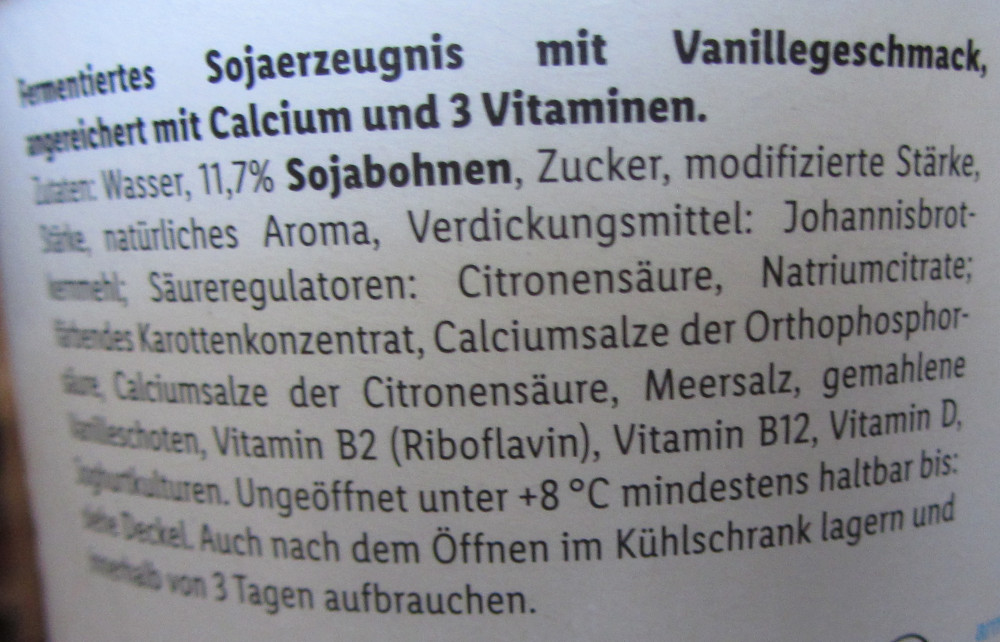 Fermentiertes Sojaerzeugnis mit Vanillegeschmack,
angereichert mit Calcium und 3 Vitaminen.
Zutaten: Wasser, 11,7% Sojabohnen, Zucker, modifizierte Stärke,
Stärke, natürliches Aroma, Verdickungsmittel: Johannisbrot-
kernmehl; Säureregulatoren: Citronensäure, Natriumcitrate;
färbendes Karottenkonzentrat, Calciumsalze der Orthophosphor-
säure, Calciumsalze der Citronensäure, Meersalz, gemahlene
Vanilleschoten, Vitamin B2 (Riboflavin), Vitamin B12, Vitamin D,
Joghurtkulturen. Ungeöffnet unter +8 °C mindestens haltbar bis:
siehe Deckel. Auch nach dem Öffnen im Kühlschrank lagern und
innerhalb von 3 Tagen aufbrauchen.